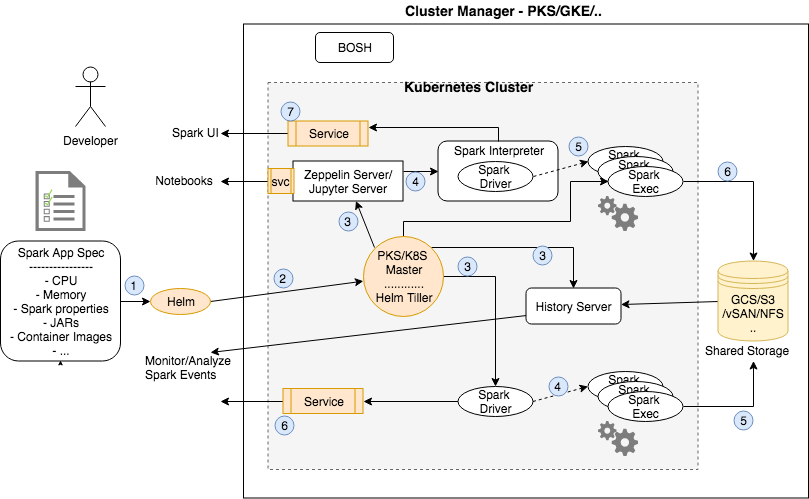 Cluster Manager - PKS/GKE/..
BOSH
Kubernetes Cluster
Developer
7
Spark UI
Service
Spark Interpreter
Spark
Driver
5
Spark
Spark
Spark
Exec
6
Notebooks
svc
Zeppelin Server/
Jupyter Server
4
3
Spark App Spec
----------------
- CPU
- Memory
- Spark properties
- JARs
- Container Images
- ...
1
Helm
2
PKS/K8S
Master
............
Helm Tiller
3
3
History Server
GCS/S3
/vSAN/NFS
..
Shared Storage
Monitor/Analyze
Spark Events
Service
6
Spark
Driver
4
Spark
Spark
Spark
Exec
5